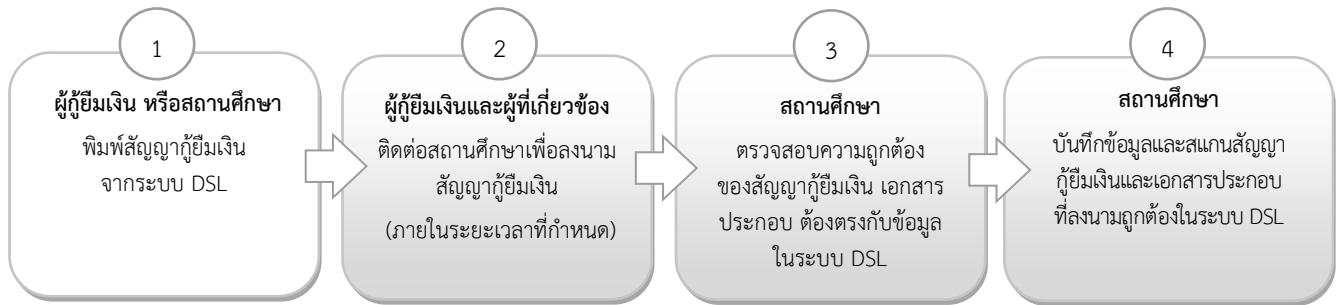 1
ผู้กู้ยืมเงิน หรือสถานศึกษา
พิมพ์สัญญากู้ยืมเงิน
จากระบบ DSL
2
ผู้กู้ยืมเงินและผู้ที่เกี่ยวข้อง
ติดต่อสถานศึกษาเพื่อลงนาม
สัญญากู้ยืมเงิน
(ภายในระยะเวลาที่กำหนด)
3
สถานศึกษา
ตรวจสอบความถูกต้อง
ของสัญญากู้ยืมเงิน เอกสาร
ประกอบ ต้องตรงกับข้อมูล
ในระบบ DSL
4
สถานศึกษา
บันทึกข้อมูลและสแกนสัญญา
กู้ยืมเงินและเอกสารประกอบ
ที่ลงนามถูกต้องในระบบ DSL